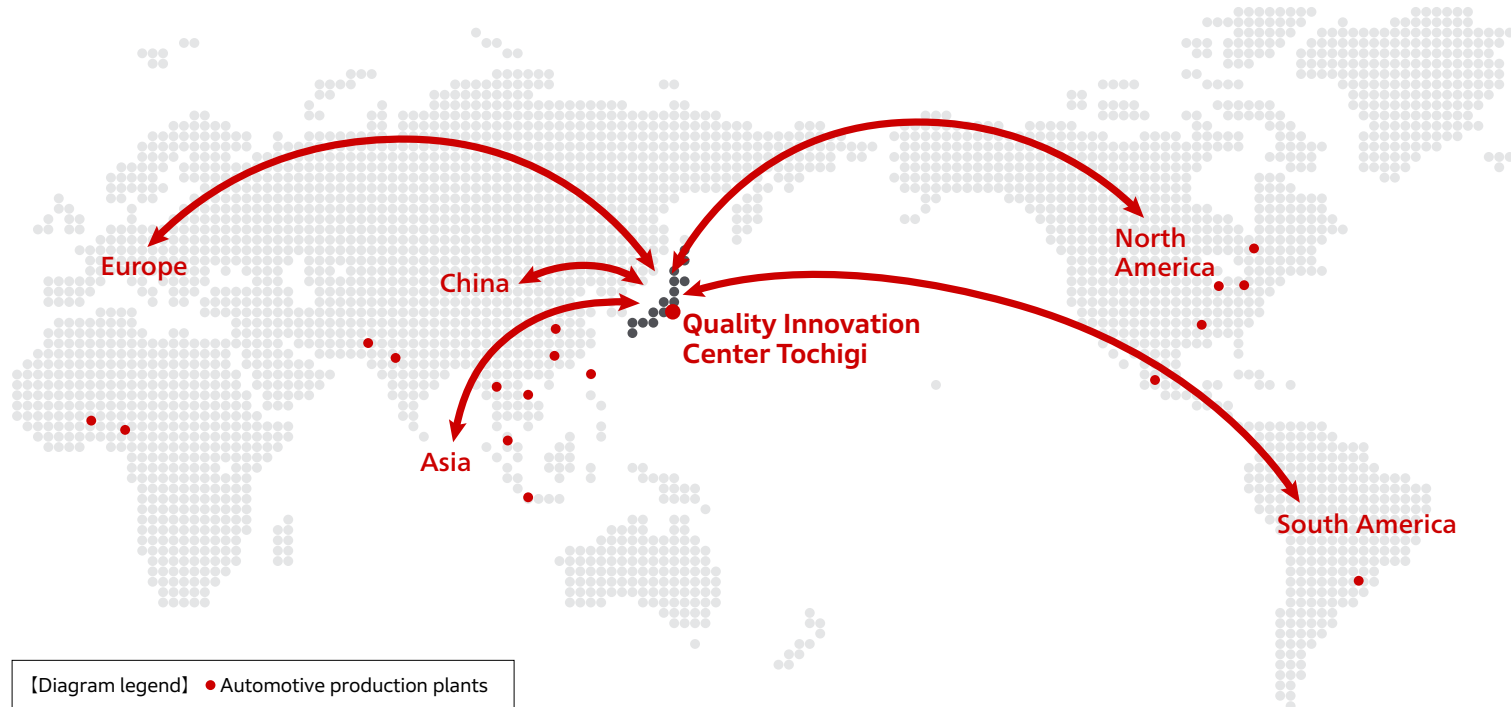 Europe
China
North
America
Quality Innovation
Center Tochigi
Asia
South America
【Diagram legend】 ● Automotive production plants